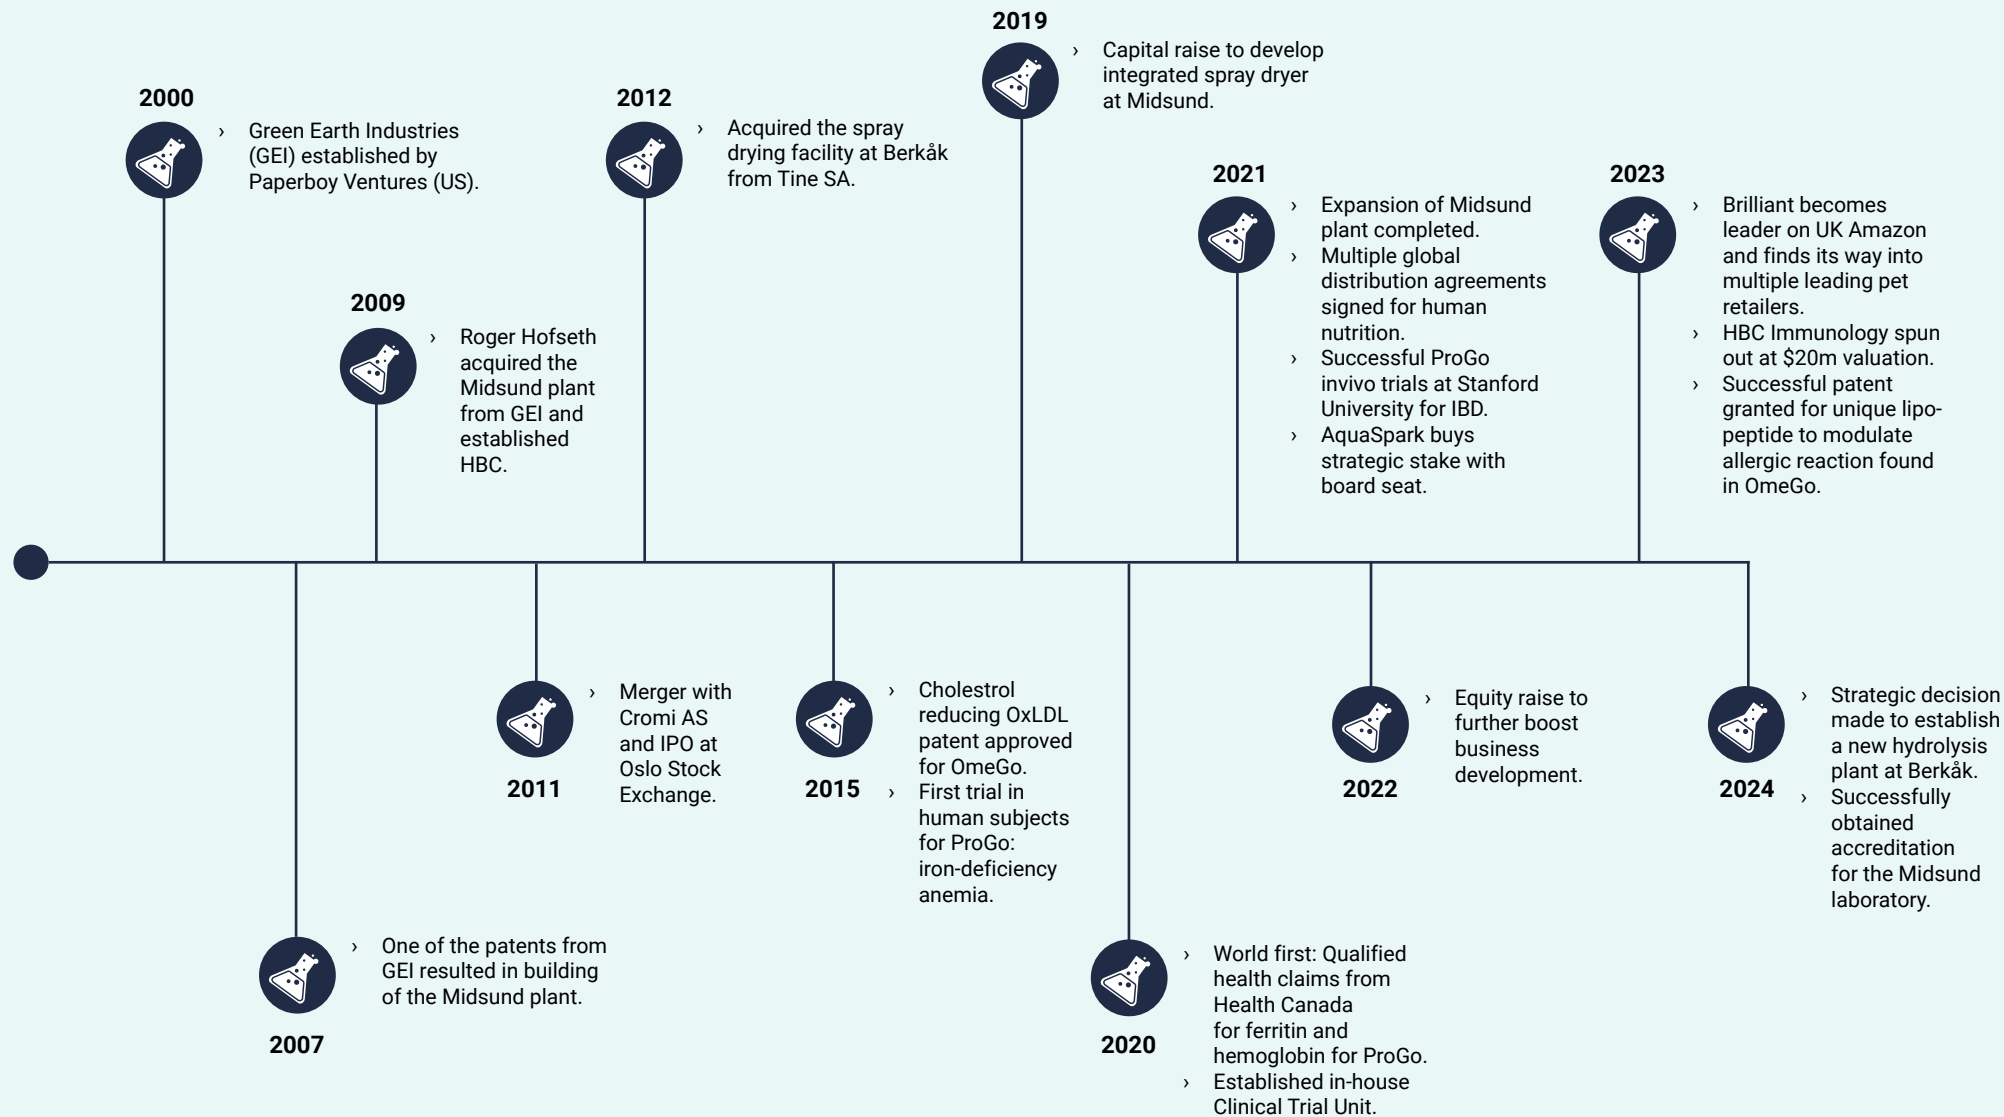 2000
› Green Earth Industries
(GEI) established by
Paperboy Ventures (US).
2007
› One of the patents from
GEI resulted in building
of the Midsund plant.
2009
› Roger Hofseth
acquired the
Midsund plant
from GEI and
established
HBC.
2011
› Merger with
Cromi AS
and IPO at
Oslo Stock
Exchange.
2012
› Acquired the spray
drying facility at Berkåk
from Tine SA.
2015
› Cholestrol
reducing OxLDL
patent approved
for OmeGo.
› First trial in
human subjects
for ProGo:
iron-deficiency
anemia.
2019
› Capital raise to develop
integrated spray dryer
at Midsund.
2020
› World first: Qualified
health claims from
Health Canada
for ferritin and
hemoglobin for ProGo.
› Established in-house
Clinical Trial Unit.
2021
› Expansion of Midsund
plant completed.
› Multiple global
distribution agreements
signed for human
nutrition.
› Successful ProGo
invivo trials at Stanford
University for IBD.
› AquaSpark buys
strategic stake with
board seat.
2022
› Equity raise to
further boost
business
development.
2023
› Brilliant becomes
leader on UK Amazon
and finds its way into
multiple leading pet
retailers.
› HBC Immunology spun
out at $20m valuation.
› Successful patent
granted for unique lipo-
peptide to modulate
allergic reaction found
in OmeGo.
2024
› Strategic decision
made to establish
a new hydrolysis
plant at Berkåk.
› Successfully
obtained
accreditation
for the Midsund
laboratory.